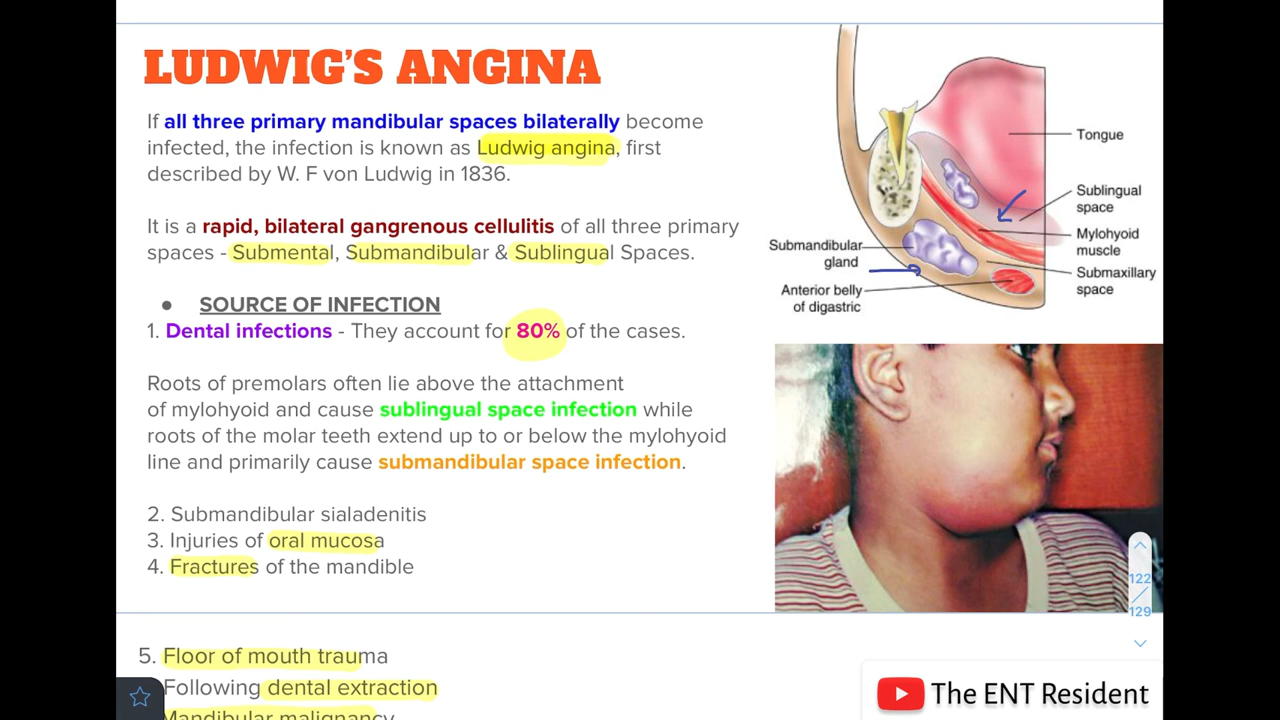 LUDWIG'S ANGINA
If all three primary mandibular spaces bilaterally become
infected, the infection is known as Ludwig angina, first
described by W. F von Ludwig in 1836.
It is a rapid, bilateral gangrenous cellulitis of all three primary
spaces - Submental, Submandibular & Sublingual Spaces.
● SOURCE OF INFECTION
1. Dental infections - They account for 80% of the cases.
Roots of premolars often lie above the attachment
of mylohyoid and cause sublingual space infection while
roots of the molar teeth extend up to or below the mylohyoid
line and primarily cause submandibular space infection.
2. Submandibular sialadenitis
3. Injuries of oral mucosa
4. Fractures of the mandible
5. Floor of mouth trauma
Following dental extraction
Mandibular malignancy
Tongue
Sublingual
space
Mylohyoid
muscle
Submaxillary
space
Submandibular
gland
Anterior belly
of digastric
122
129
The ENT Resident